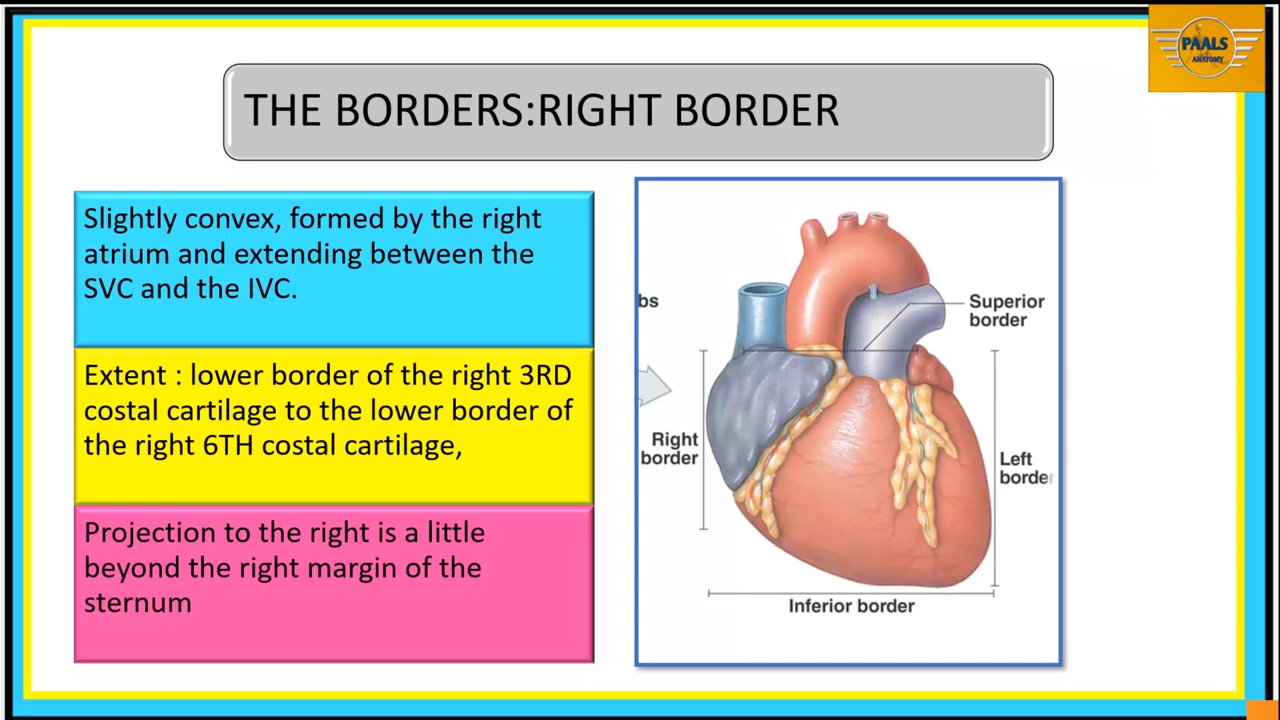 PAALS
ANATOMY
THE BORDERS:RIGHT BORDER
Slightly convex, formed by the right
atrium and extending between the
SVC and the IVC.
Extent : lower border of the right 3RD
costal cartilage to the lower border of
the right 6TH costal cartilage,
Projection to the right is a little
beyond the right margin of the
sternum
bs
Superior
border
Right
border
Left
border
Inferior border